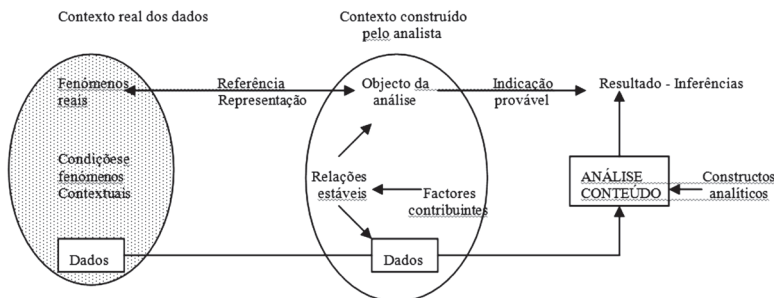 Contexto real dos dados
Contexto construído
pelo analista
Fenómenos
reais
Referência
Representação
Objecto da
análise
Indicação
provável
Resultado - Inferências
Condiçõese
fenómenos
Contextuais
Relações
estáveis
Factores
contribuintes
ANÁLISE
CONTEÚDO
Constructos
analíticos
Dados
Dados